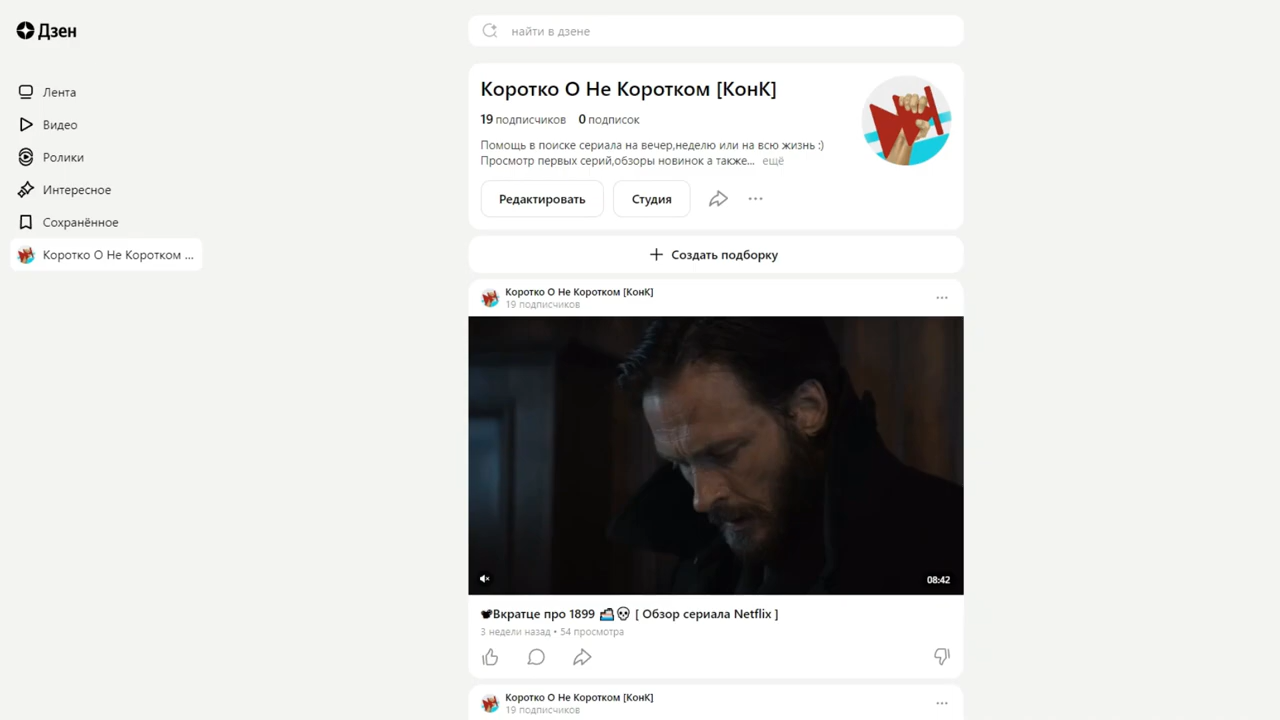 Дзен
найти в дзене
Лента
Видео
Ролики
Интересное
Сохранённое
Коротко О Не Коротком ...
Коротко О Не Коротком [КонК]
19 подписчиков 0 подписок
Помощь в поиске сериала на вечер,неделю или на всю жизнь :)
Просмотр первых серий,обзоры новинок а также... ещё
Редактировать
Студия
Создать подборку
Коротко О Не Коротком [КонК]
19 подписчиков
08:42
Вкратце про 1899 🚢💀 [ Обзор сериала Netflix ]
3 недели назад • 54 просмотра
Коротко О Не Коротком [КонК]
19 подписчиков